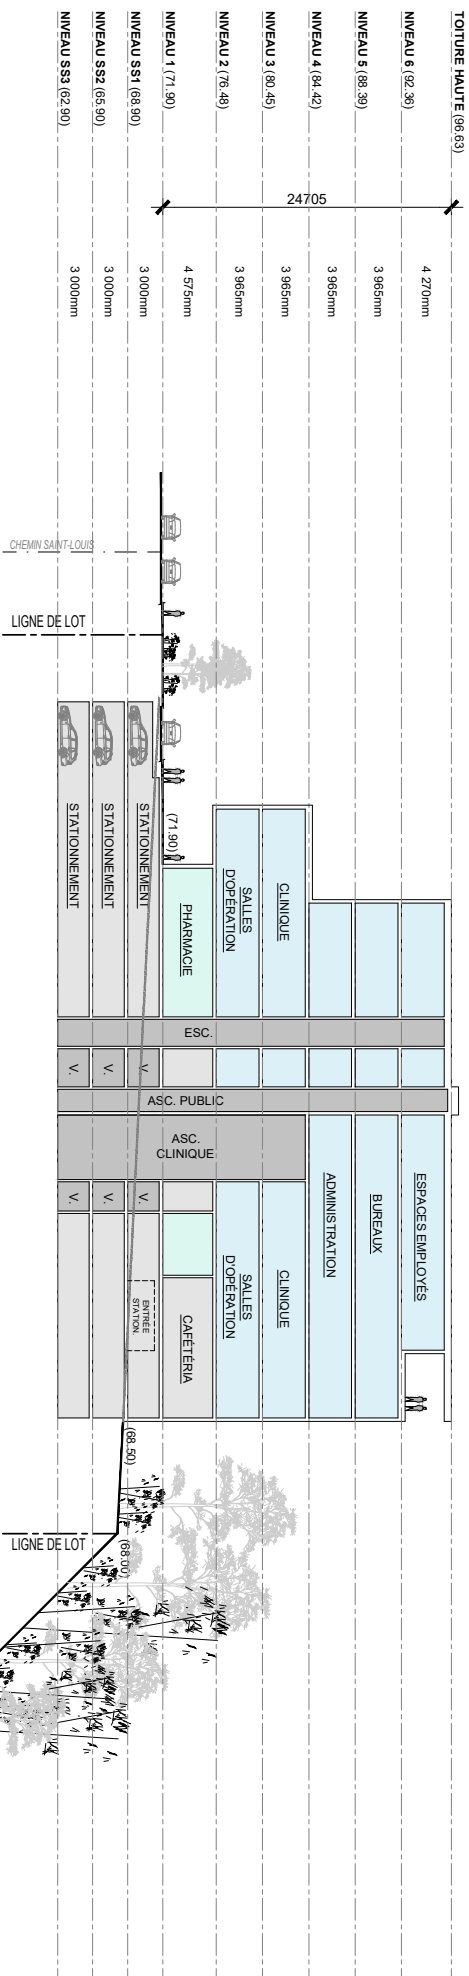 TOITURE HAUTE (96.63)
NIVEAU 6 (92.36)
NIVEAU 5 (88.39)
NIVEAU 4 (84.42)
NIVEAU 3 (80.45)
NIVEAU 2 (76.48)
NIVEAU 1 (71.90)
NIVEAU SS1 (68.90)
NIVEAU SS2 (65.90)
NIVEAU SS3 (62.90)
24705
4 270mm
3 965mm
3 965mm
3 965mm
3 965mm
4 575mm
3 000mm
3 000mm
3 000mm
CHEMIN SAINT-LOUIS
LIGNE DE LOT
(71.90)
CLINIQUE
SALLES
D'OPÉRATION
PHARMACIE
STATIONNEMENT
STATIONNEMENT
STATIONNEMENT
ESC.
V.
V.
V.
ASC. PUBLIC
ASC.
CLINIQUE
V.
V.
V.
ESPACES EMPLOYÉS
BUREAUX
ADMINISTRATION
CLINIQUE
SALLES
D'OPÉRATION
CAFÉTÉRIA
ENTRÉE
STATION.
(68.50)
(68.00)
LIGNE DE LOT